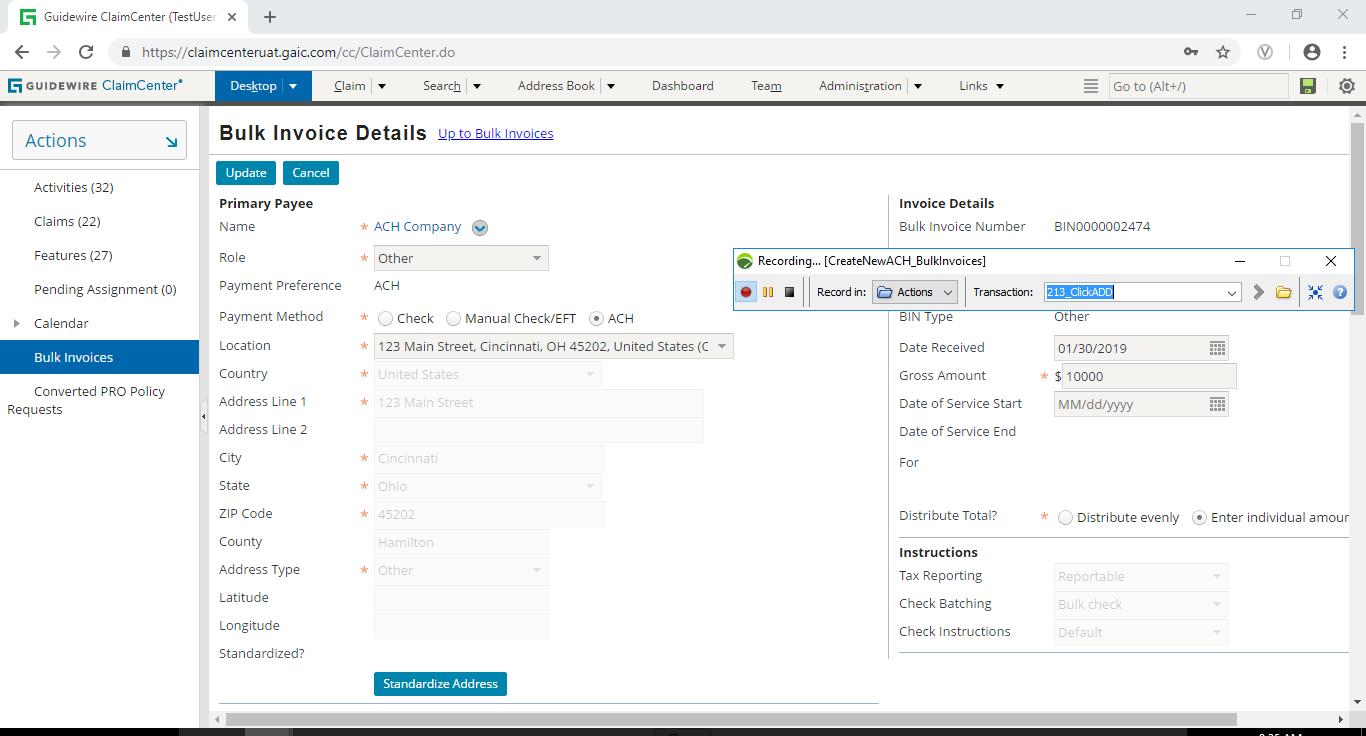 Guidewire ClaimCenter (TestUser
https://claimcenteruat.gaic.com/cc/ClaimCenter.do
GUIDEWIRE ClaimCenter® Desktop Claim Search Address Book Dashboard Team Administration Links Go to (Alt+/)
Actions
Activities (32)
Claims (22)
Features (27)
Pending Assignment (0)
Calendar
Bulk Invoices
Converted PRO Policy
Requests
Bulk Invoice Details Up to Bulk Invoices
Update Cancel
Primary Payee
Name * ACH Company
Role * Other
Payment Preference ACH
Payment Method * Check Manual Check/EFT ACH
Location * 123 Main Street, Cincinnati, OH 45202, United States (C
Country * United States
Address Line 1 * 123 Main Street
Address Line 2
City * Cincinnati
State * Ohio
ZIP Code * 45202
County Hamilton
Address Type * Other
Latitude
Longitude
Standardized?
Standardize Address
Invoice Details
Bulk Invoice Number BIN0000002474
Recording... [CreateNewACH_BulkInvoices]
Record in: Actions Transaction: 213_ClickADD
BIN Type Other
Date Received 01/30/2019
Gross Amount * $ 10000
Date of Service Start MM/dd/yyyy
Date of Service End
For
Distribute Total? * Distribute evenly Enter individual amour
Instructions
Tax Reporting Reportable
Check Batching Bulk check
Check Instructions Default